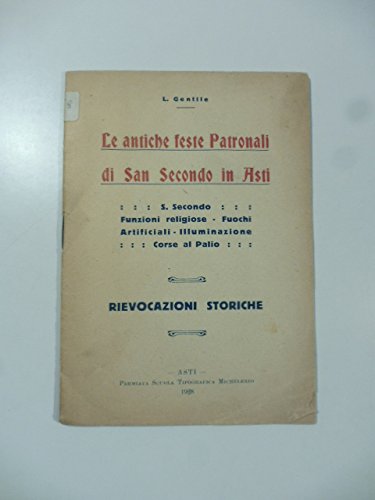 L. Gentile
Le antiche feste Patronali
di San Secondo in Asti
: : : S. Secondo : : :
Funzioni religiose - Fuochi
Artificiali - Illuminazione
: : : Corse al Palio : : :
RIEVOCAZIONI STORICHE
— ASTI —
Premiata Scuola Tipografica Michelerio
1928